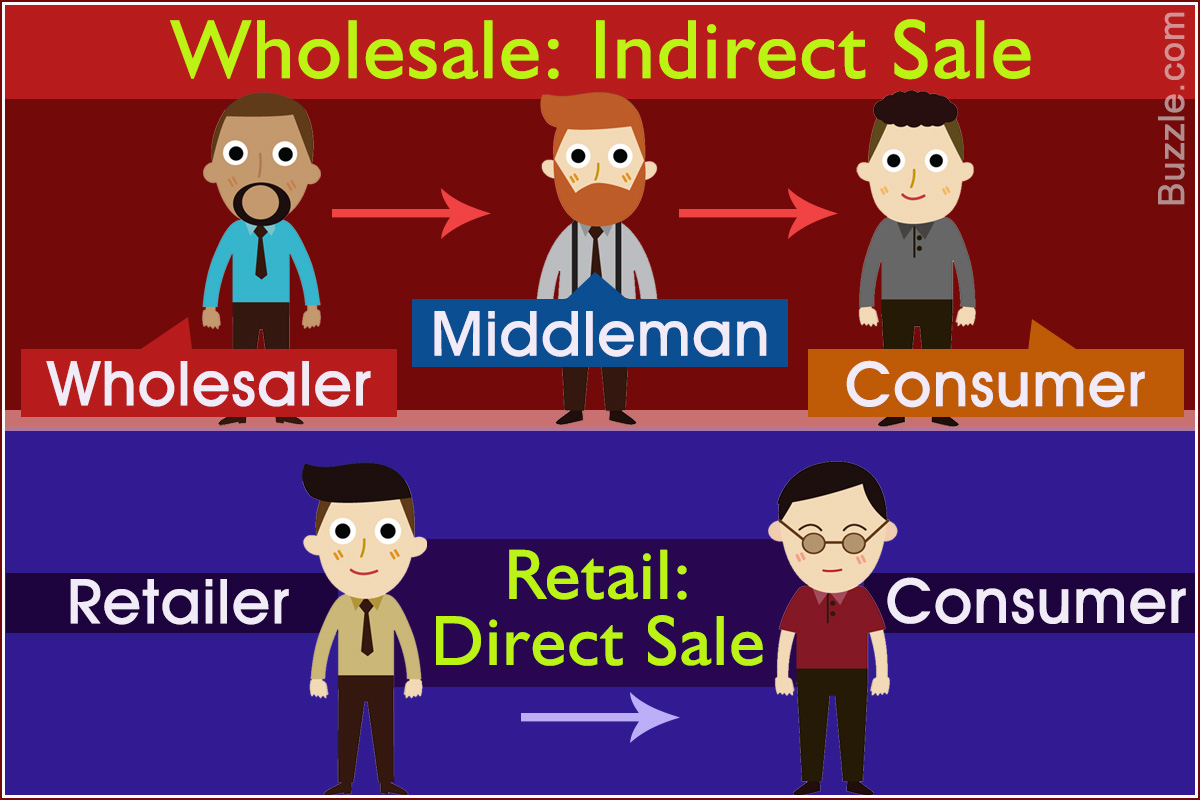 Wholesale: Indirect Sale
Buzzle.com
Wholesaler
Middleman
Consumer
Retailer
Retail:
Direct Sale
Consumer